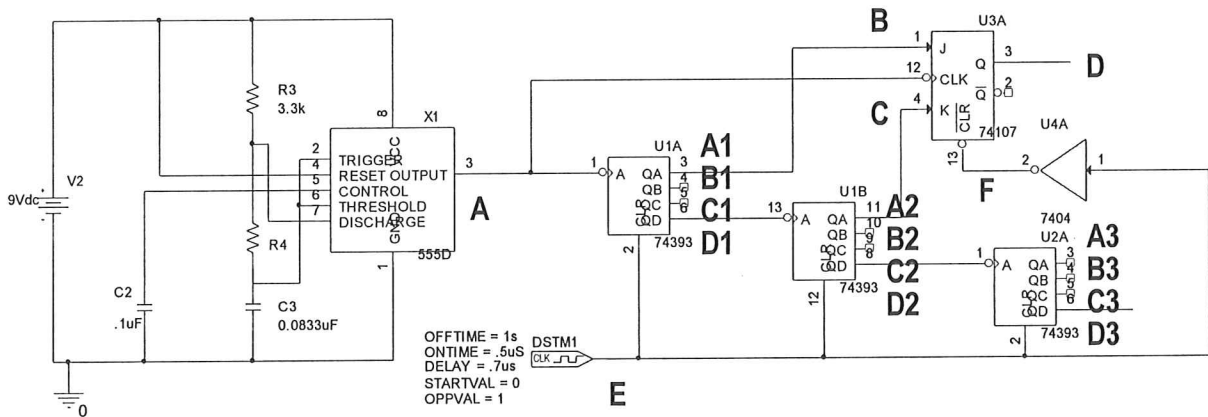 V2
9Vdc
0
R3
3.3k
R4
C2
.1uF
C3
0.0833uF
X1
8
VCC
2
TRIGGER
4
RESET
OUTPUT
3
5
CONTROL
6
THRESHOLD
7
DISCHARGE
GND
1
555D
A
U1A
1
A
QA
3
QB
4
QC
5
QD
6
CLR
2
74393
A1
B1
C1
D1
U1B
13
A
QA
11
QB
10
QC
9
QD
8
CLR
12
74393
A2
B2
C2
D2
B
U3A
1
J
Q
3
D
12
CLK
Q
2
4
K
CLR
C
74107
13
U4A
2
1
F
7404
U2A
1
A
QA
3
QB
4
QC
5
QD
6
CLR
2
74393
A3
B3
C3
D3
OFFTIME = 1s
ONTIME = .5uS
DELAY = .7us
STARTVAL = 0
OPPVAL = 1
DSTM1
CLK
E